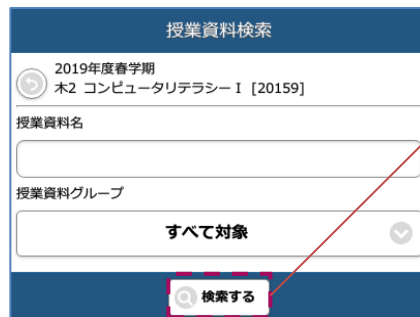 授業資料検索
2019年度春学期
木2 コンピュータリテラシーⅠ [20159]
授業資料名
授業資料グループ
すべて対象
検索する